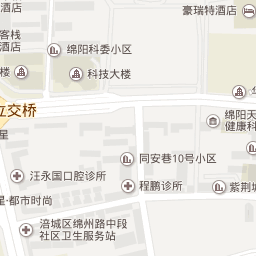 豪瑞特
酒店
客栈
店
绵阳科委小区
楼
科技大楼
立交桥
星
绵阳天
健康科
同安巷10号小区
汪永国口腔诊所
程鹏诊所
紫荆城
星·都市时尚
涪城区绵州路中段
社区卫生服务站